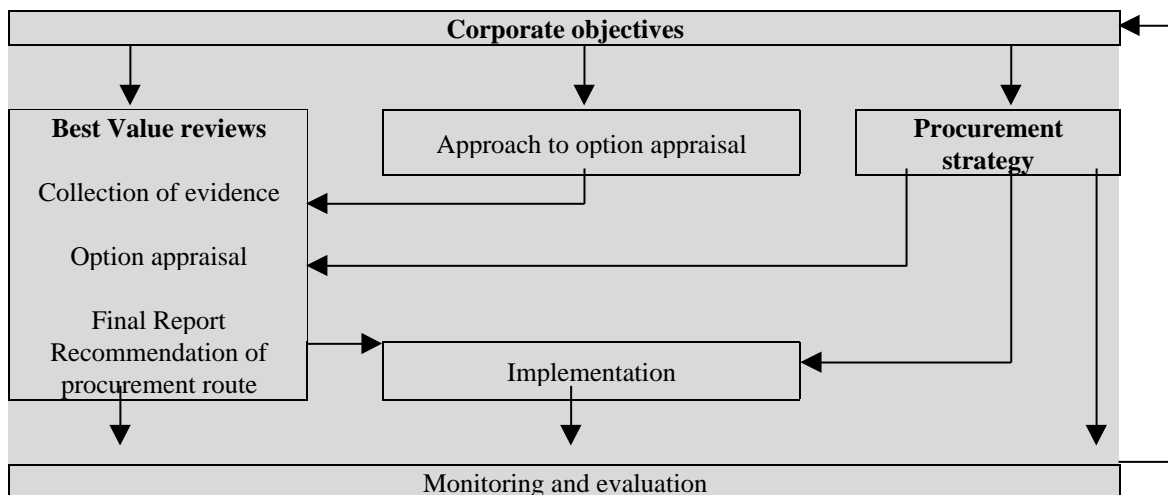 Corporate objectives
Best Value reviews
Collection of evidence
Option appraisal
Final Report
Recommendation of
procurement route
Approach to option appraisal
Procurement
strategy
Implementation
Monitoring and evaluation